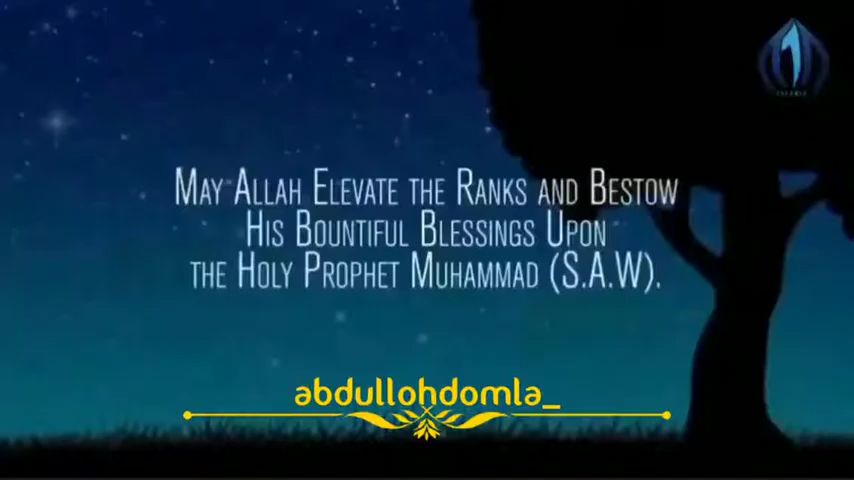 May Allah Elevate the Ranks and Bestow
His Bountiful Blessings Upon
the Holy Prophet Muhammad (S.A.W).
abdullohdomla_